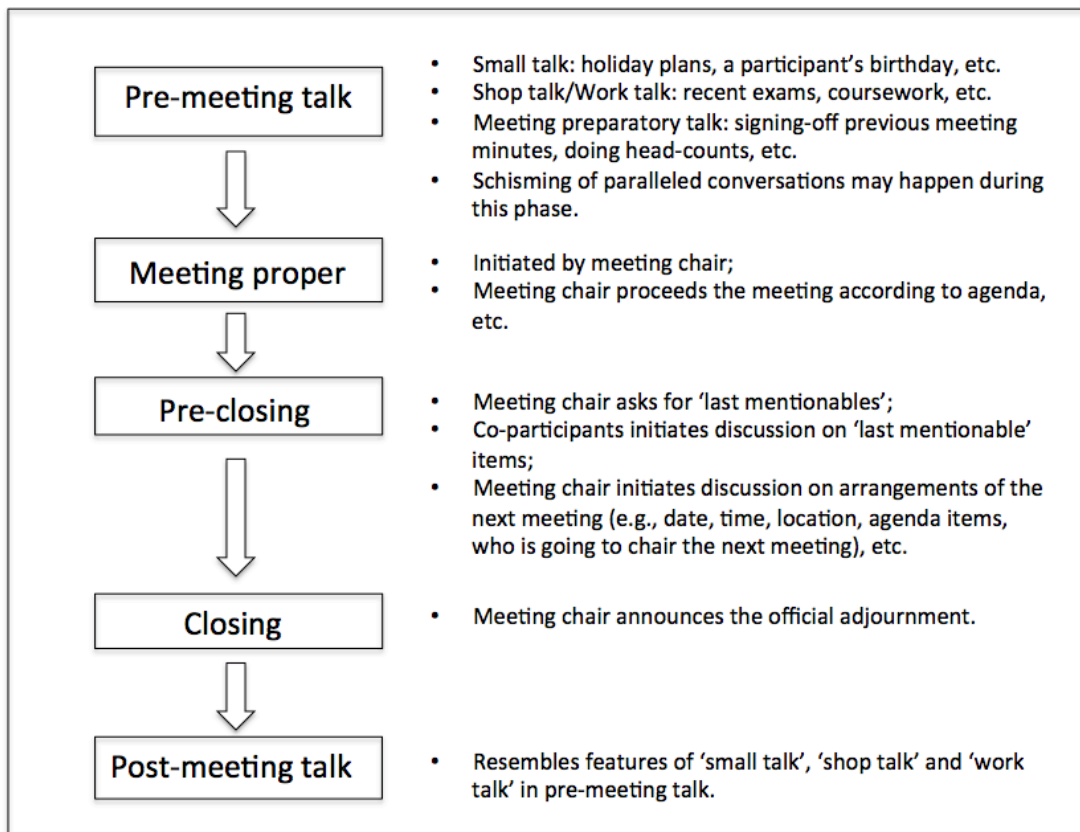 Pre-meeting talk
• Small talk: holiday plans, a participant’s birthday, etc.
• Shop talk/Work talk: recent exams, coursework, etc.
• Meeting preparatory talk: signing-off previous meeting
minutes, doing head-counts, etc.
• Schisming of paralleled conversations may happen during
this phase.
Meeting proper
• Initiated by meeting chair;
• Meeting chair proceeds the meeting according to agenda,
etc.
Pre-closing
• Meeting chair asks for ‘last mentionables’;
• Co-participants initiates discussion on ‘last mentionable’
items;
• Meeting chair initiates discussion on arrangements of the
next meeting (e.g., date, time, location, agenda items,
who is going to chair the next meeting), etc.
Closing
• Meeting chair announces the official adjournment.
Post-meeting talk
• Resembles features of ‘small talk’, ‘shop talk’ and ‘work
talk’ in pre-meeting talk.